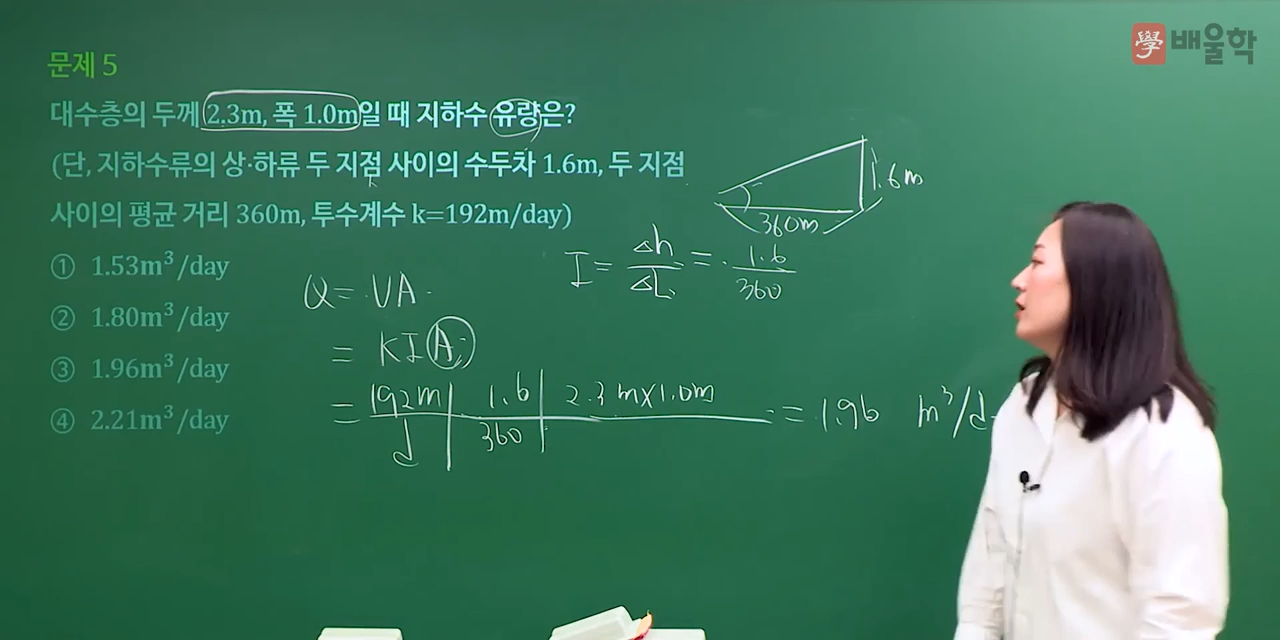 學 배울학
문제 5
대수층의 두께 2.3m, 폭 1.0m일 때 지하수 유량은?
(단, 지하수류의 상·하류 두 지점 사이의 수두차 1.6m, 두 지점
사이의 평균 거리 360m, 투수계수 k=192m/day)
① 1.53m³/day
② 1.80m³/day
③ 1.96m³/day
④ 2.21m³/day
1.6m
360m
I = Δh/ΔL = 1.6/360
Q = VA
= KIA
= 192m/d | 1.6/360 | 2.3m×1.0m = 1.96 m³/d